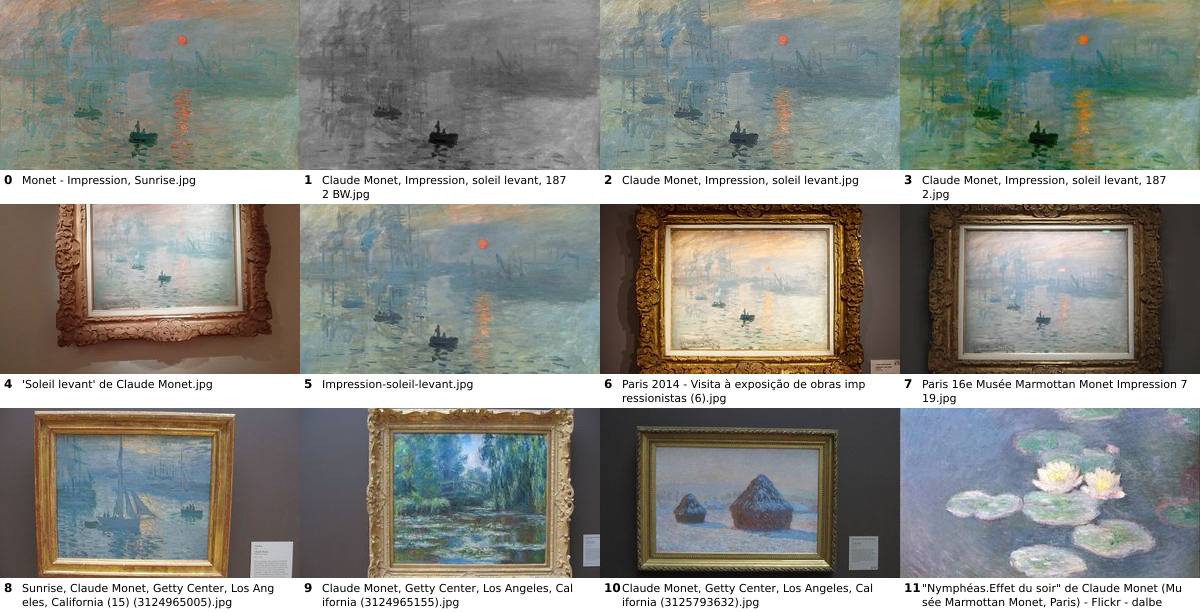 0 Monet - Impression, Sunrise.jpg
1 Claude Monet, Impression, soleil levant, 187
2 BW.jpg
2 Claude Monet, Impression, soleil levant.jpg
3 Claude Monet, Impression, soleil levant, 187
2.jpg
4 'Soleil levant' de Claude Monet.jpg
5 Impression-soleil-levant.jpg
6 Paris 2014 - Visita à exposição de obras imp
ressionistas (6).jpg
7 Paris 16e Musée Marmottan Monet Impression 7
19.jpg
8 Sunrise, Claude Monet, Getty Center, Los Ang
eles, California (15) (3124965005).jpg
9 Claude Monet, Getty Center, Los Angeles, Cal
ifornia (3124965155).jpg
10 Claude Monet, Getty Center, Los Angeles, Cal
ifornia (3125793632).jpg
11 "Nymphéas.Effet du soir" de Claude Monet (Mu
sée Marmottan Monet, Paris) - Flickr - dalbe